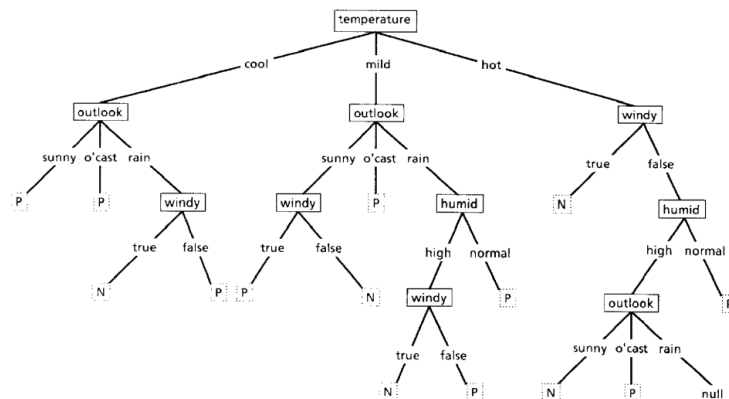 temperature
cool mild hot
outlook outlook windy
sunny o'cast rain sunny o'cast rain true false
P P windy windy P humid N humid
true false true false high normal high normal
N P P N windy P outlook P
true false sunny o'cast rain
N P N P null